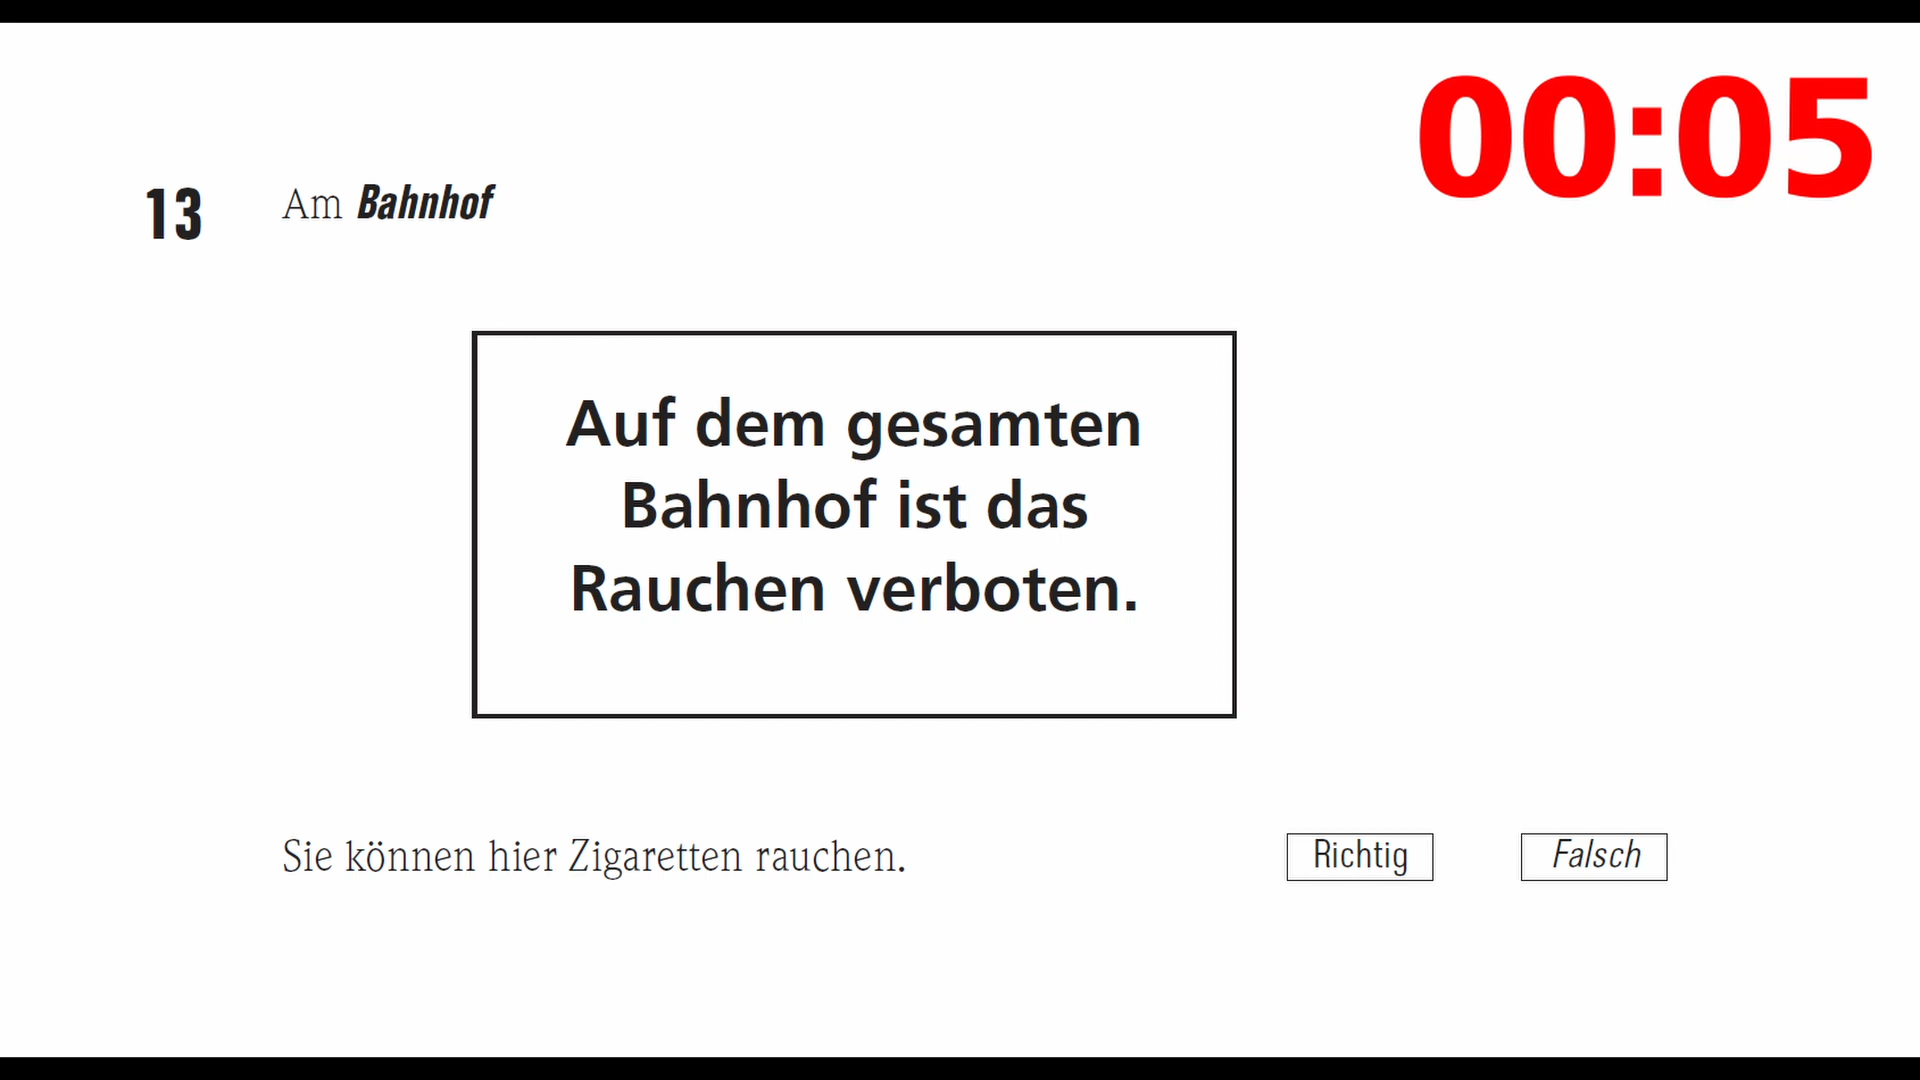 00:05
13 Am Bahnhof
Auf dem gesamten
Bahnhof ist das
Rauchen verboten.
Sie können hier Zigaretten rauchen. Richtig Falsch